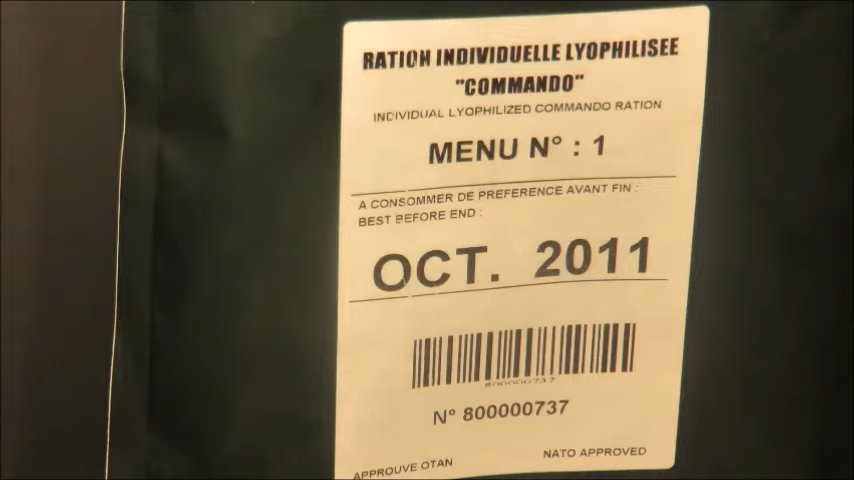 RATION INDIVIDUELLE LYOPHILISEE
"COMMANDO"
INDIVIDUAL LYOPHILIZED COMMANDO RATION
MENU N° : 1
A CONSOMMER DE PREFERENCE AVANT FIN :
BEST BEFORE END :
OCT. 2011
800000737
N° 800000737
APPROUVE OTAN NATO APPROVED